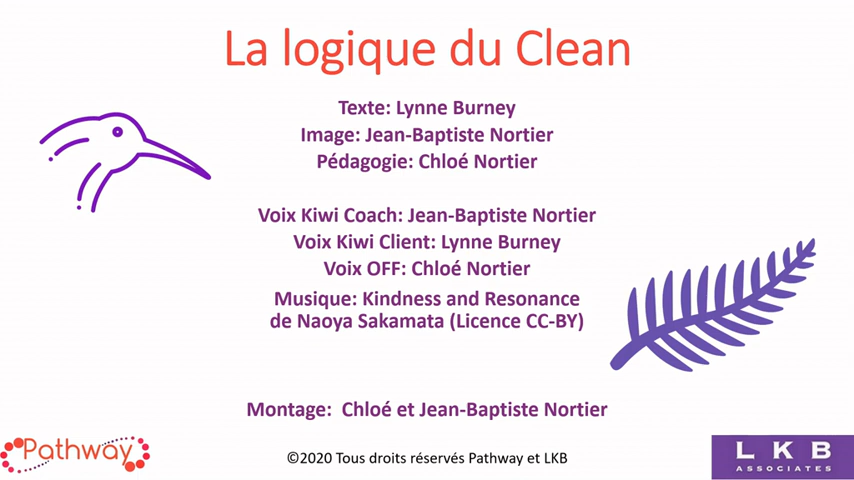 La logique du Clean
Texte: Lynne Burney
Image: Jean-Baptiste Nortier
Pédagogie: Chloé Nortier
Voix Kiwi Coach: Jean-Baptiste Nortier
Voix Kiwi Client: Lynne Burney
Voix OFF: Chloé Nortier
Musique: Kindness and Resonance
de Naoya Sakamata (Licence CC-BY)
Montage:  Chloé et Jean-Baptiste Nortier
Pathway
©2020 Tous droits réservés Pathway et LKB
LKB
ASSOCIATES